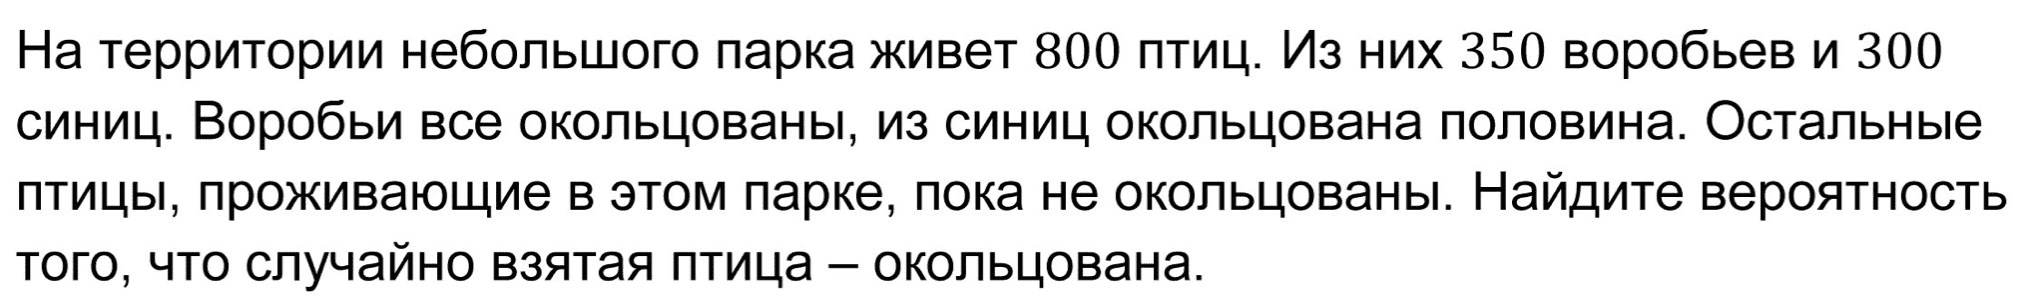 На территории небольшого парка живет 800 птиц. Из них 350 воробьев и 300
синиц. Воробьи все окольцованы, из синиц окольцована половина. Остальные
птицы, проживающие в этом парке, пока не окольцованы. Найдите вероятность
того, что случайно взятая птица – окольцована.